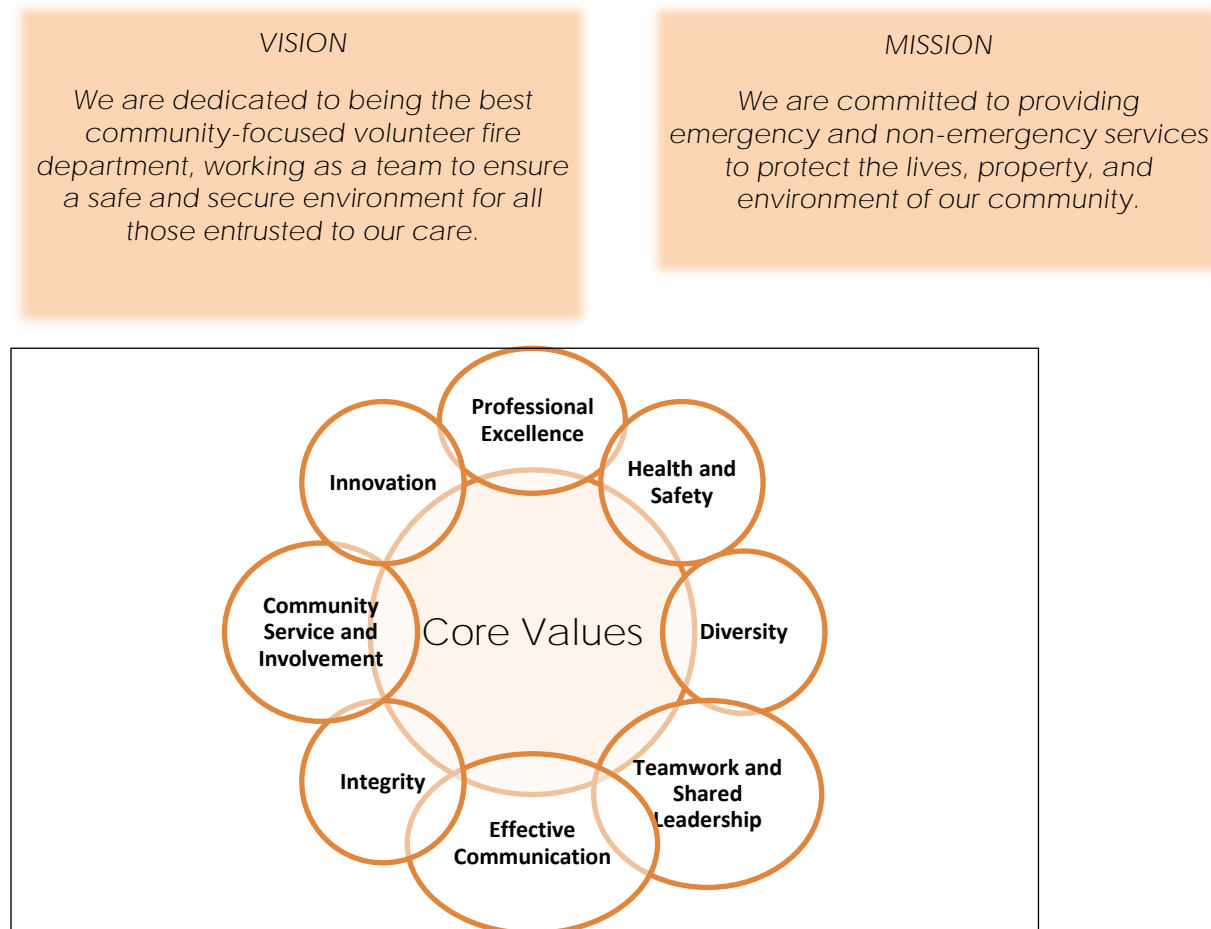 VISION
We are dedicated to being the best
community-focused volunteer fire
department, working as a team to ensure
a safe and secure environment for all
those entrusted to our care.
MISSION
We are committed to providing
emergency and non-emergency services
to protect the lives, property, and
environment of our community.
Professional
Excellence
Health and
Safety
Diversity
Teamwork and
Shared
Leadership
Effective
Communication
Integrity
Community
Service and
Involvement
Innovation
Core Values